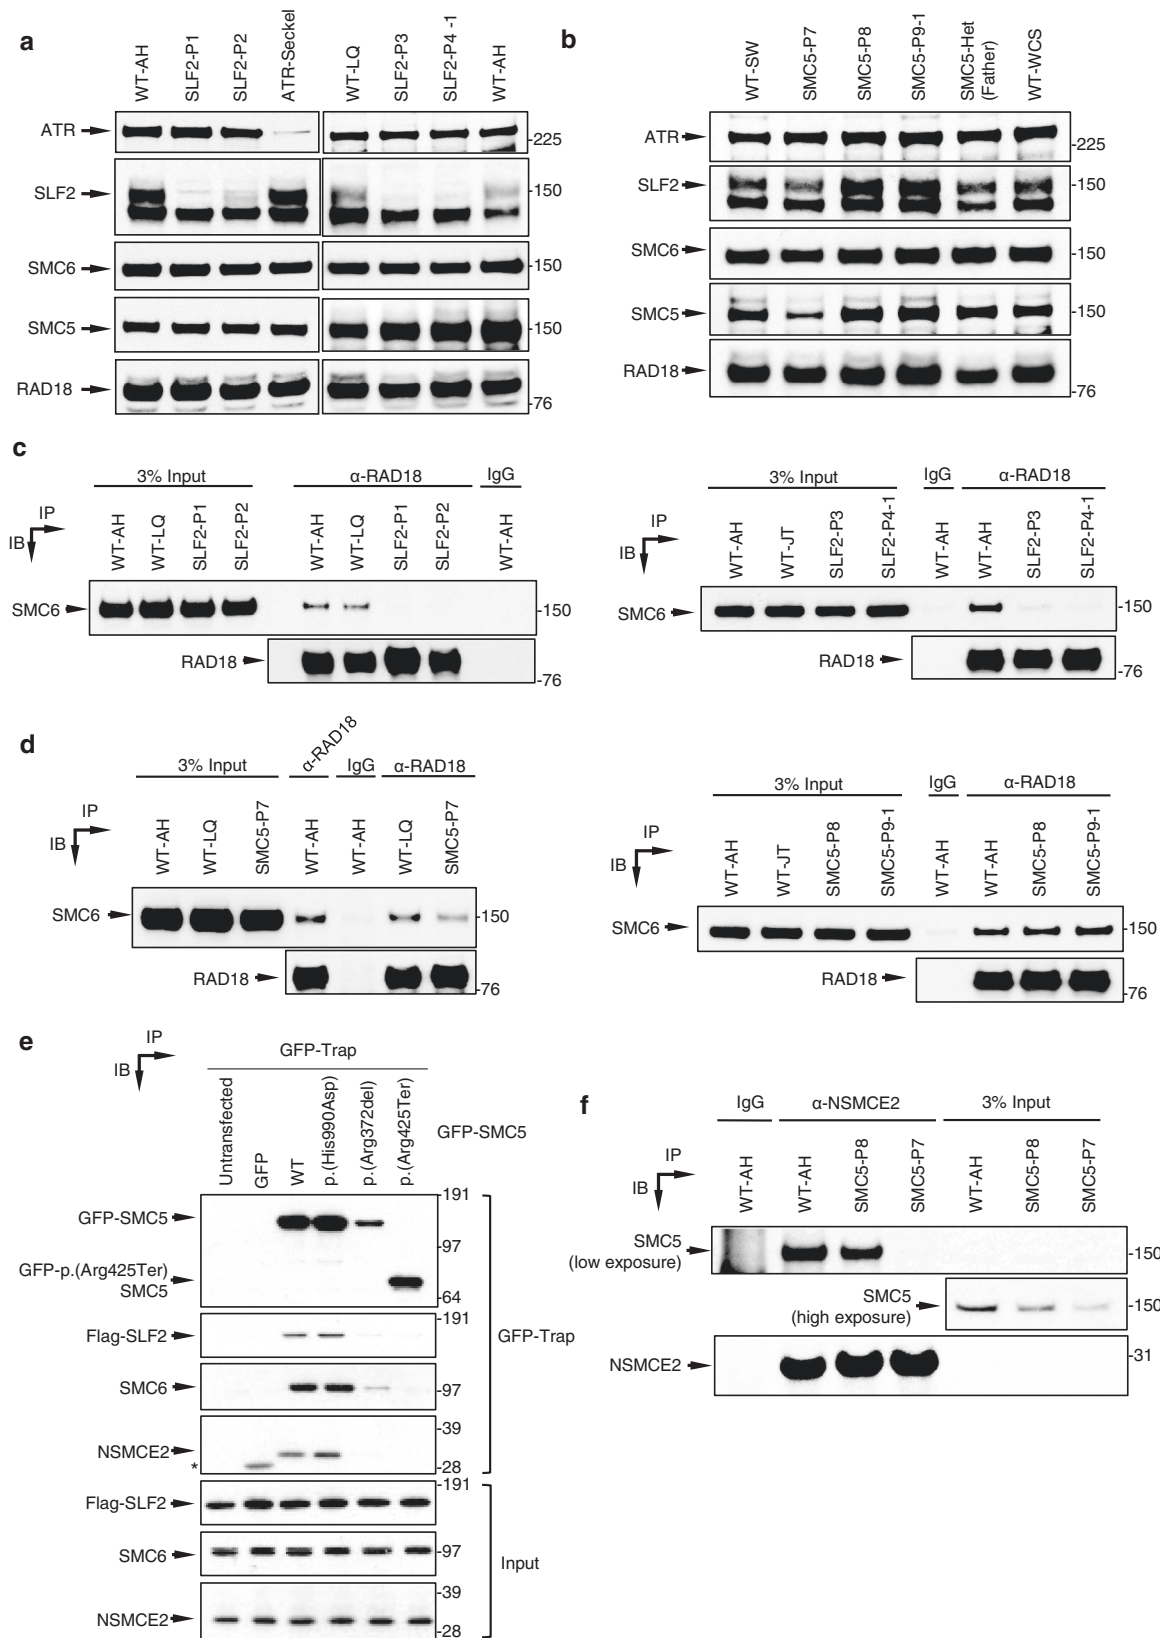 a
WT-AH
SLF2-P1
SLF2-P2
ATR-Seckel
WT-LQ
SLF2-P3
SLF2-P4 -1
WT-AH
ATR
-225
SLF2
-150
SMC6
-150
SMC5
-150
RAD18
-76
b
WT-SW
SMC5-P7
SMC5-P8
SMC5-P9-1
SMC5-Het
(Father)
WT-WCS
ATR
-225
SLF2
-150
SMC6
-150
SMC5
-150
RAD18
-76
c
3% Input
α-RAD18
IgG
IP
IB
WT-AH
WT-LQ
SLF2-P1
SLF2-P2
WT-AH
WT-LQ
SLF2-P1
SLF2-P2
WT-AH
SMC6
-150
RAD18
-76
3% Input
IgG
α-RAD18
IP
IB
WT-AH
WT-JT
SLF2-P3
SLF2-P4-1
WT-AH
WT-AH
SLF2-P3
SLF2-P4-1
SMC6
-150
RAD18
-76
d
3% Input
α-RAD18
IgG
α-RAD18
IP
IB
WT-AH
WT-LQ
SMC5-P7
WT-AH
WT-AH
WT-LQ
SMC5-P7
SMC6
-150
RAD18
-76
3% Input
IgG
α-RAD18
IP
IB
WT-AH
WT-JT
SMC5-P8
SMC5-P9-1
WT-AH
WT-AH
SMC5-P8
SMC5-P9-1
SMC6
-150
RAD18
-76
e
IP
IB
GFP-Trap
Untransfected
GFP
WT
p.(His990Asp)
p.(Arg372del)
p.(Arg425Ter)
GFP-SMC5
GFP-SMC5
-191
-97
GFP-p.(Arg425Ter)
SMC5
-64
Flag-SLF2
-191
GFP-Trap
SMC6
-97
NSMCE2
-39
*
-28
Flag-SLF2
-191
SMC6
-97
Input
NSMCE2
-39
-28
f
IgG
α-NSMCE2
3% Input
IP
IB
WT-AH
WT-AH
SMC5-P8
SMC5-P7
WT-AH
SMC5-P8
SMC5-P7
SMC5
(low exposure)
-150
SMC5
(high exposure)
-150
NSMCE2
-31